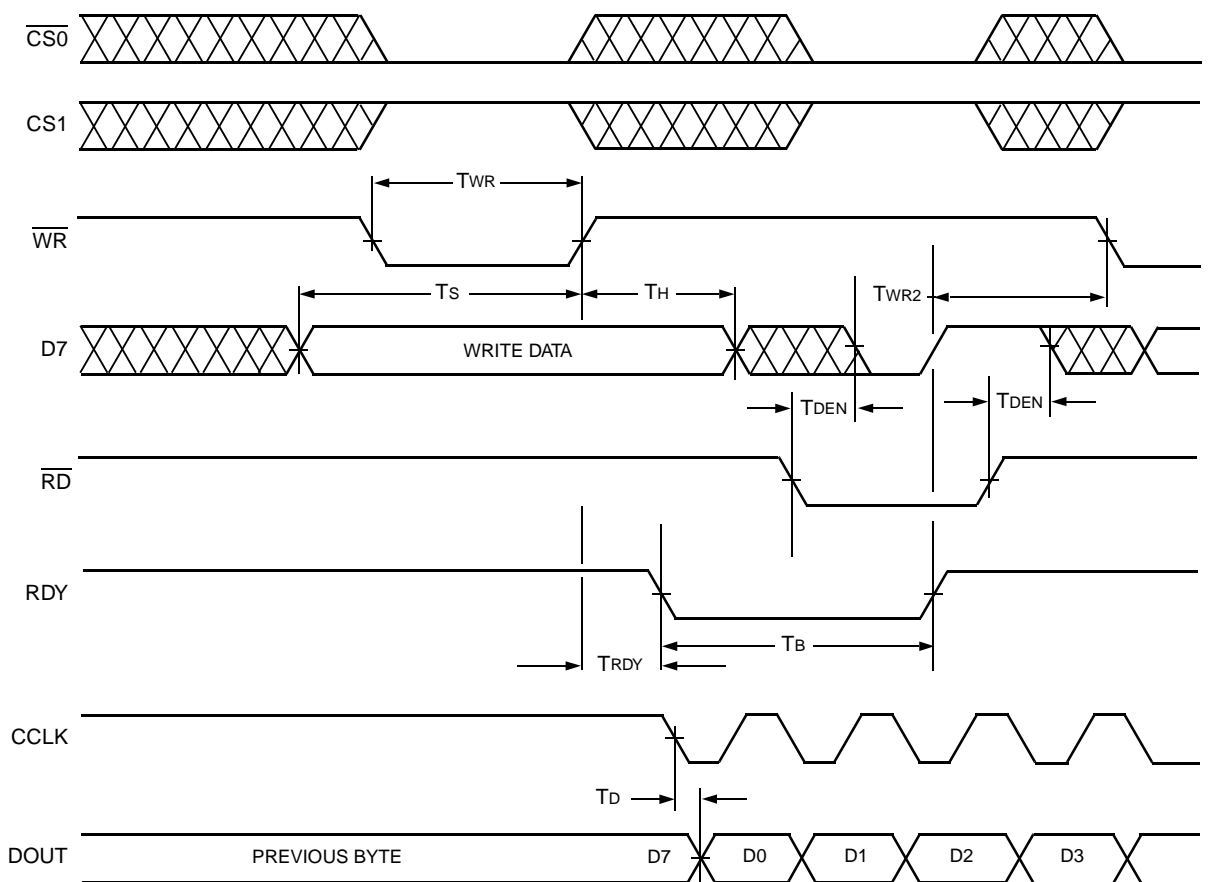 CS0
CS1
TWR
WR
TS
TH
TWR2
D7
WRITE DATA
TDEN
TDEN
RD
RDY
TB
TRDY
CCLK
TD
DOUT
PREVIOUS BYTE
D7
D0
D1
D2
D3